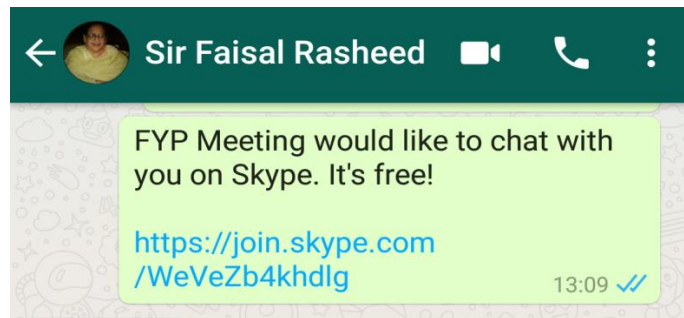 Sir Faisal Rasheed
FYP Meeting would like to chat with
you on Skype. It's free!
https://join.skype.com
/WeVeZb4khdlg
13:09